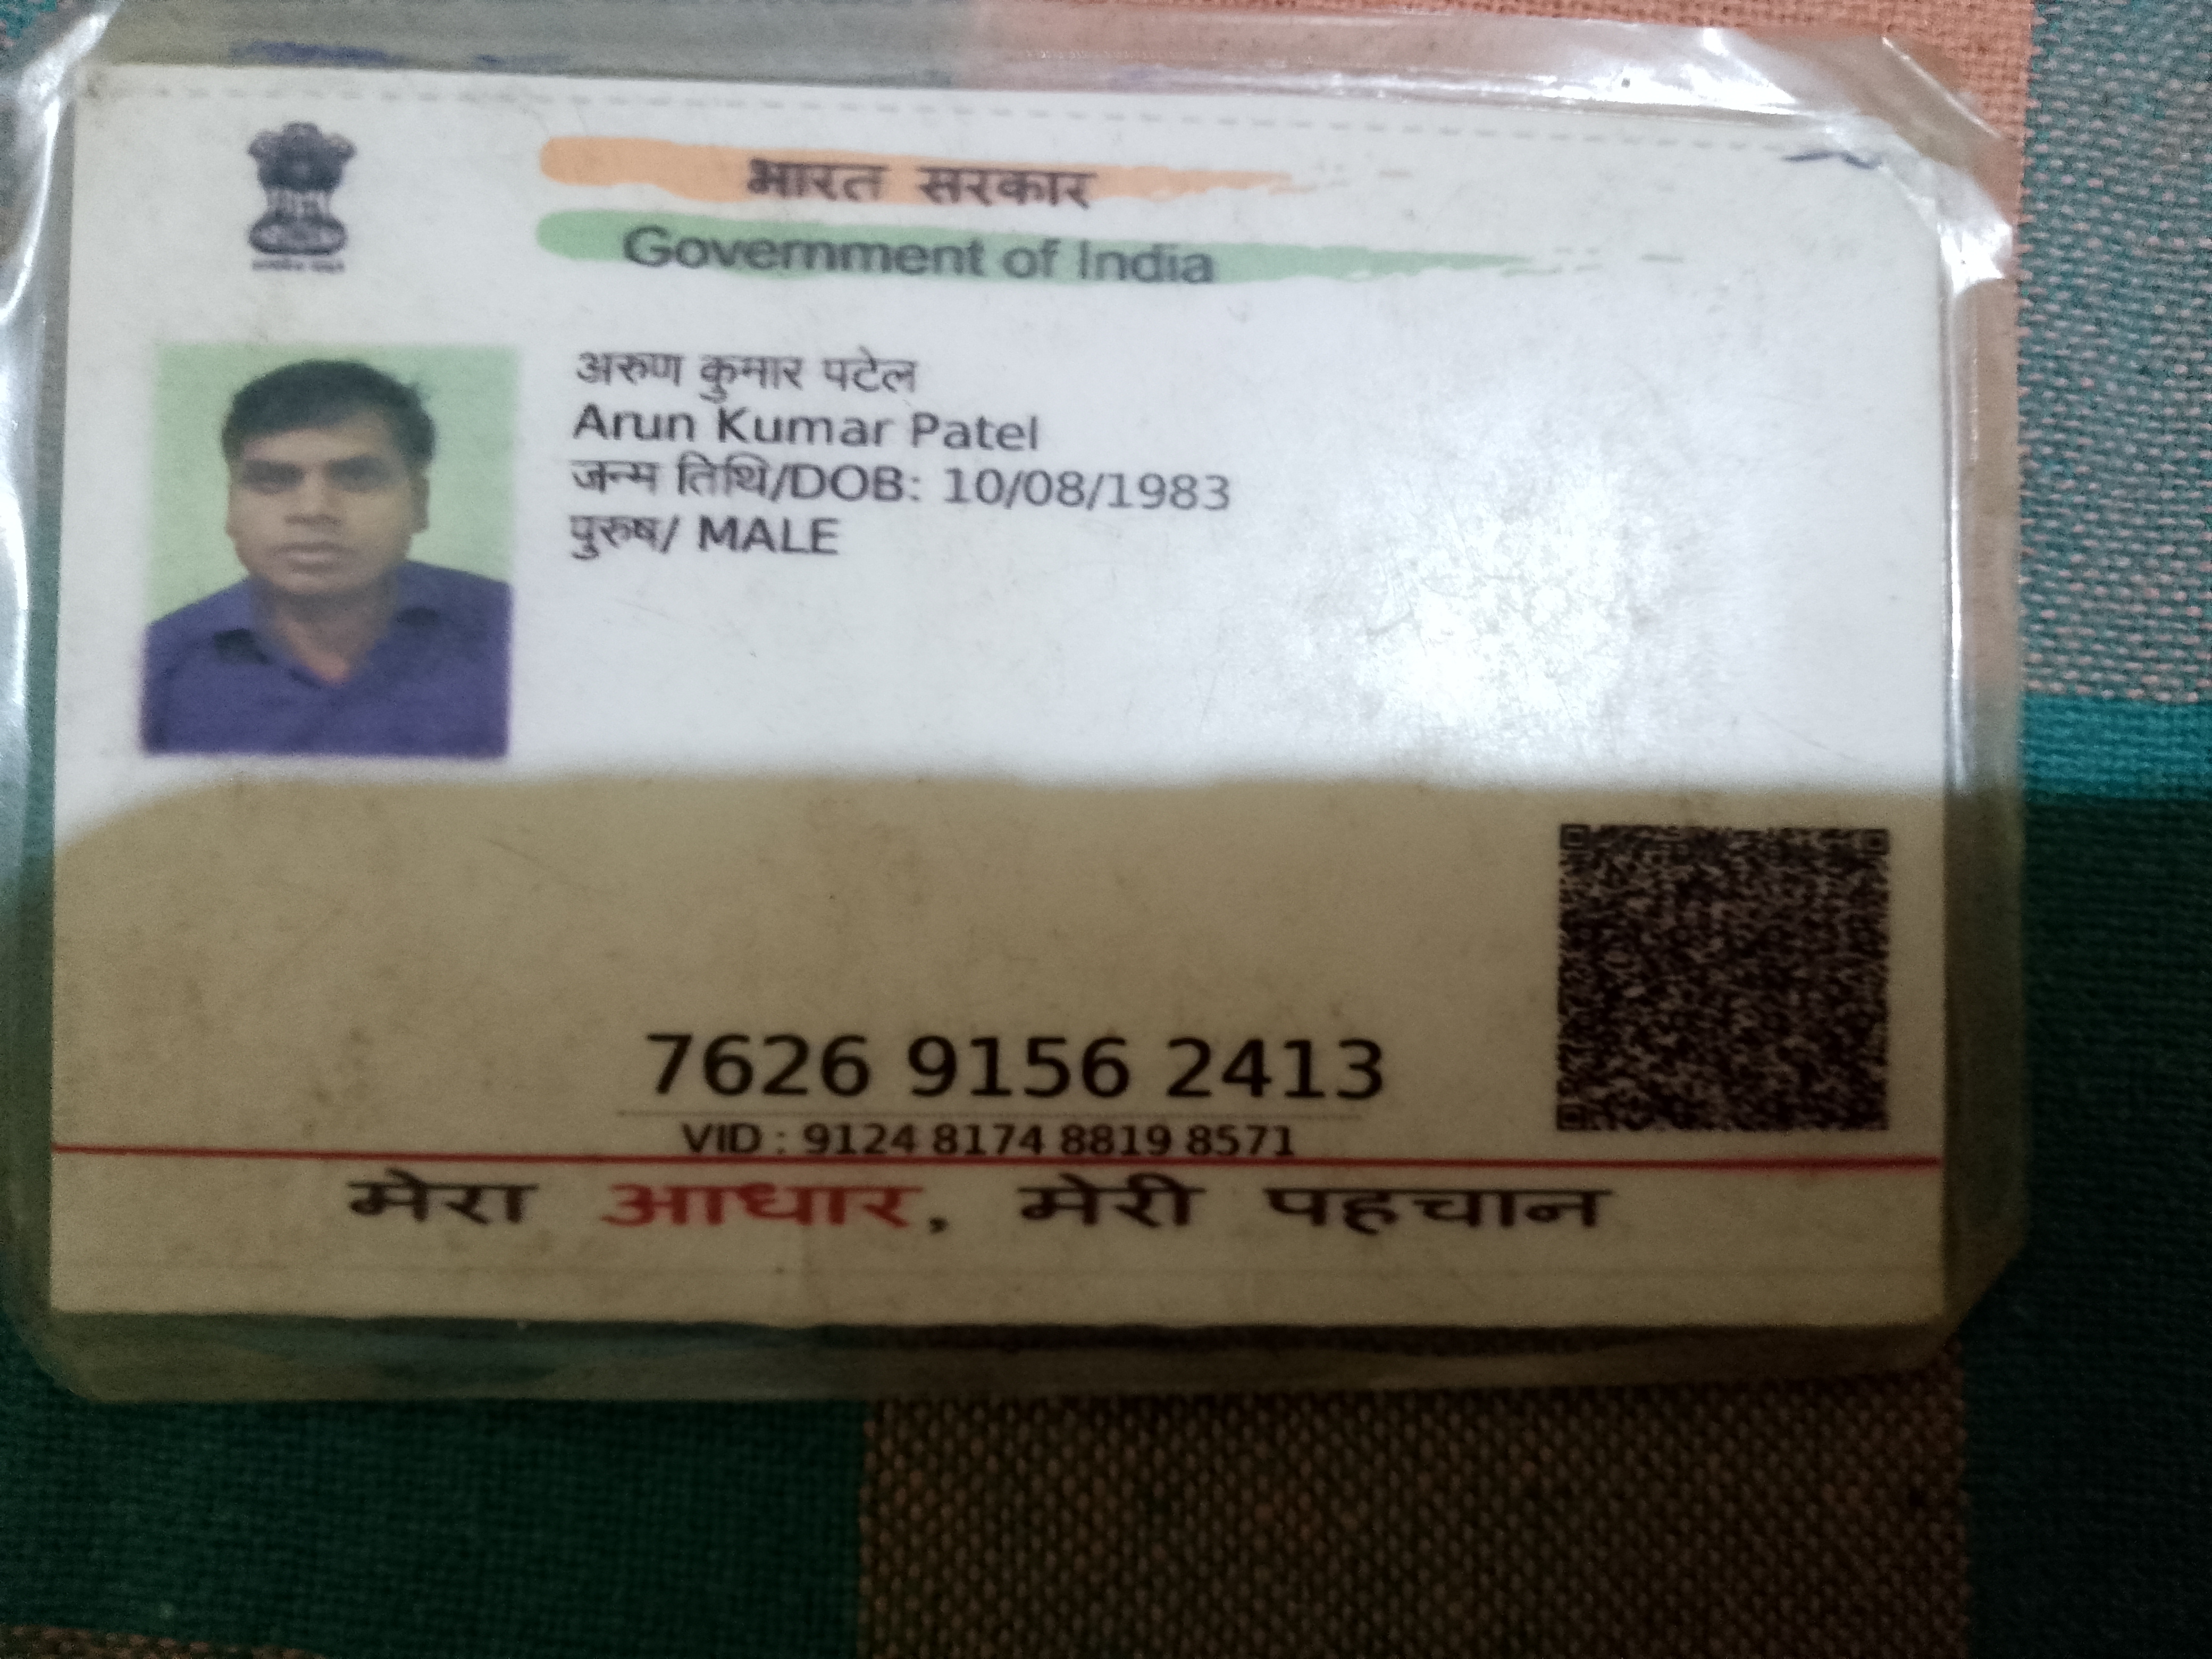 भारत सरकार
Government of India
अरुण कुमार पटेल
Arun Kumar Patel
जन्म तिथि/DOB: 10/08/1983
पुरुष/ MALE
7626 9156 2413
VID : 9124 8174 8819 8571
मेरा आधार, मेरी पहचान